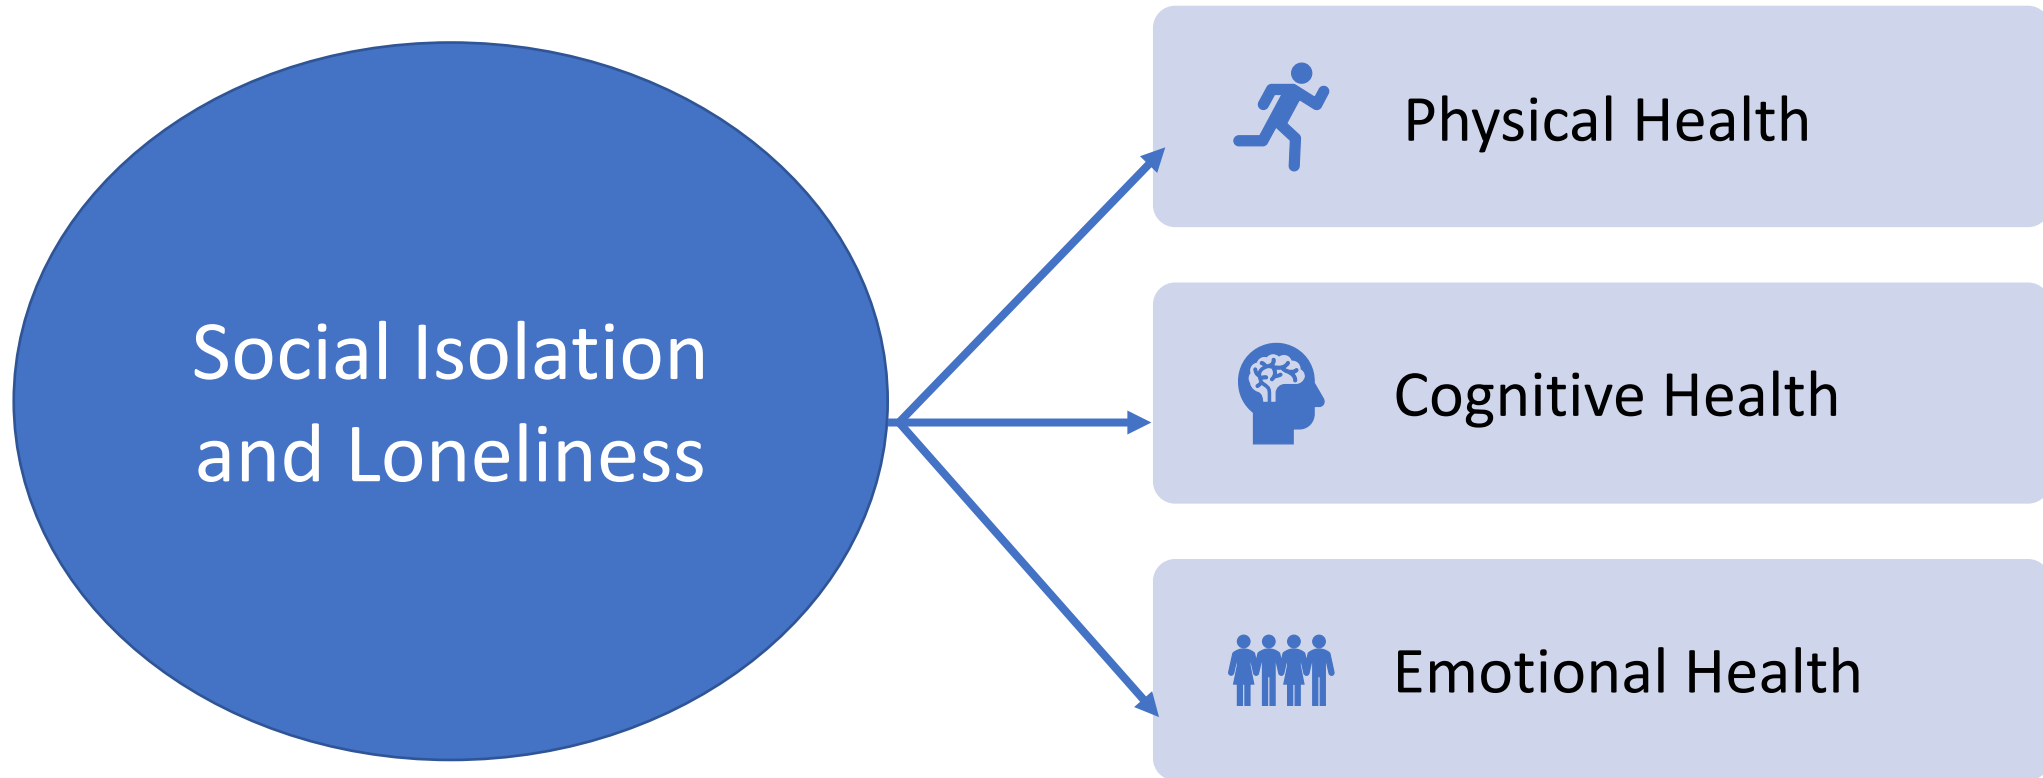 Social Isolation
and Loneliness
Physical Health
Cognitive Health
Emotional Health